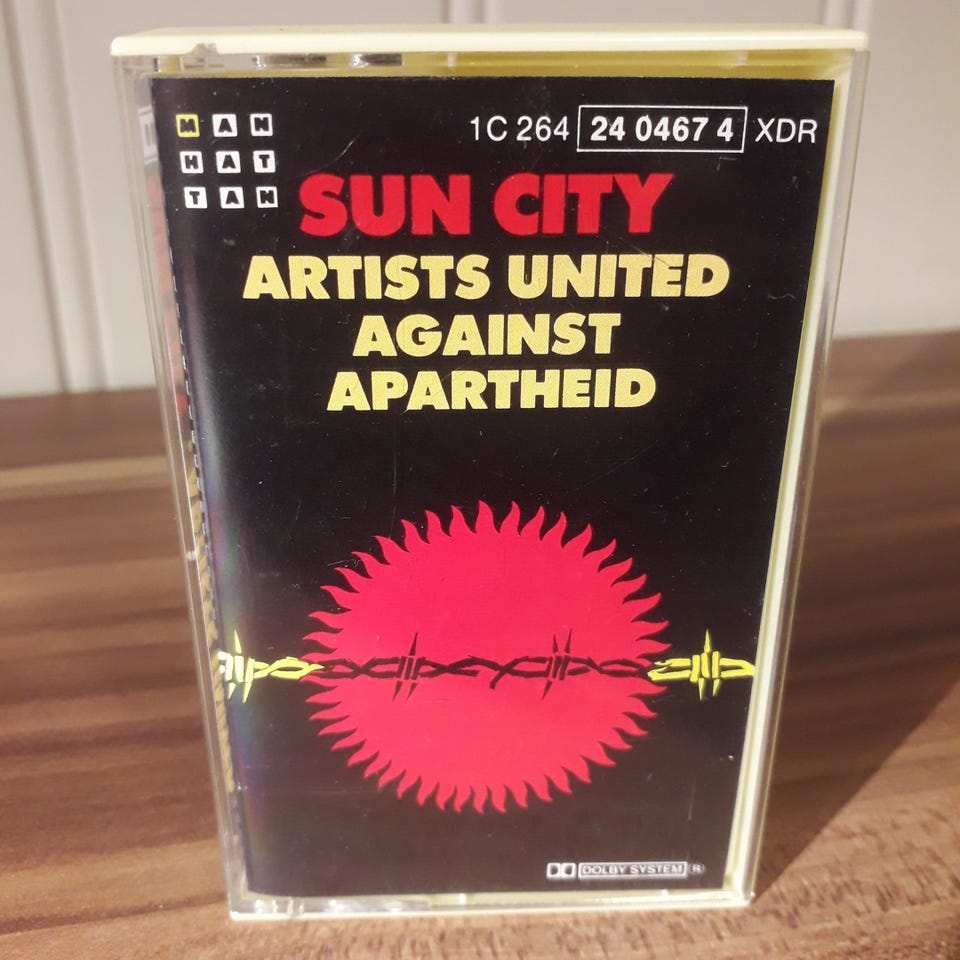 MAN
HAT
TAN
1C 264 24 0467 4 XDR
SUN CITY
ARTISTS UNITED
AGAINST
APARTHEID
DOLBY SYSTEM ®